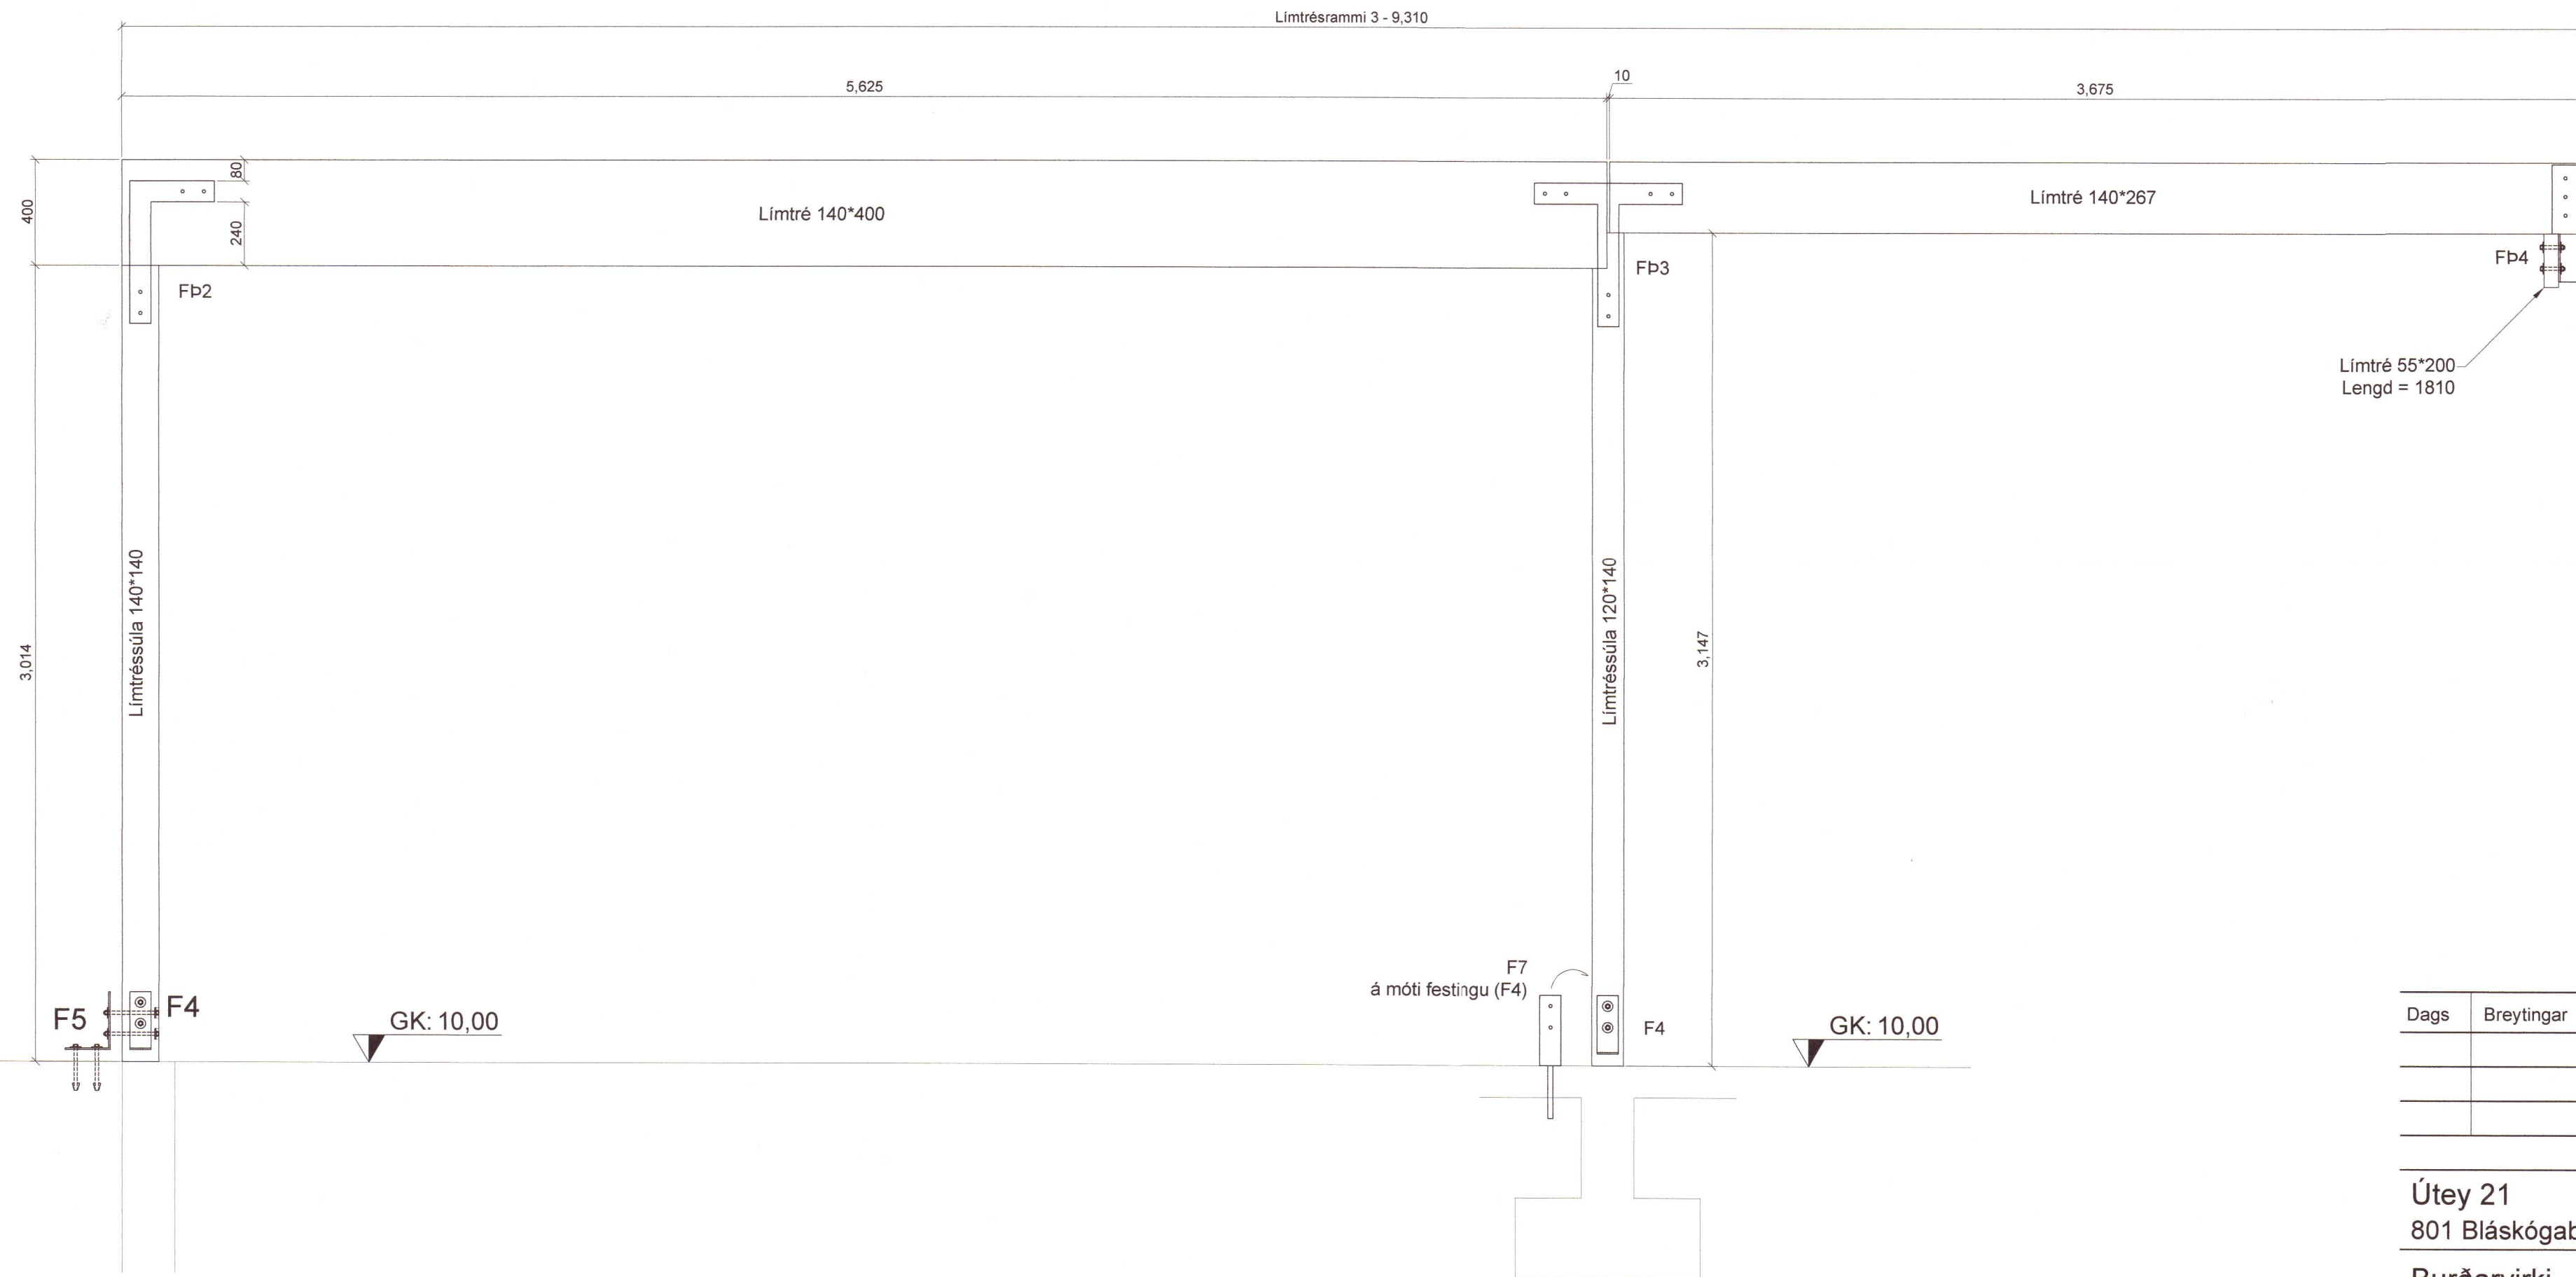 Límtrésrammi 3 - 9,310
5,625
10
3,675
400
80
240
Límtré 140*400
Límtré 140*267
FÞ2
FÞ3
FÞ4
Límtré 55*200
Lengd = 1810
3,014
Límtréssúla 140*140
Límtréssúla 120*140
3,147
F5
F4
GK: 10,00
F7
á móti festingu (F4)
F4
GK: 10,00
Dags
Breytingar
Útey 21
801 Bláskógab
Burðarvirki